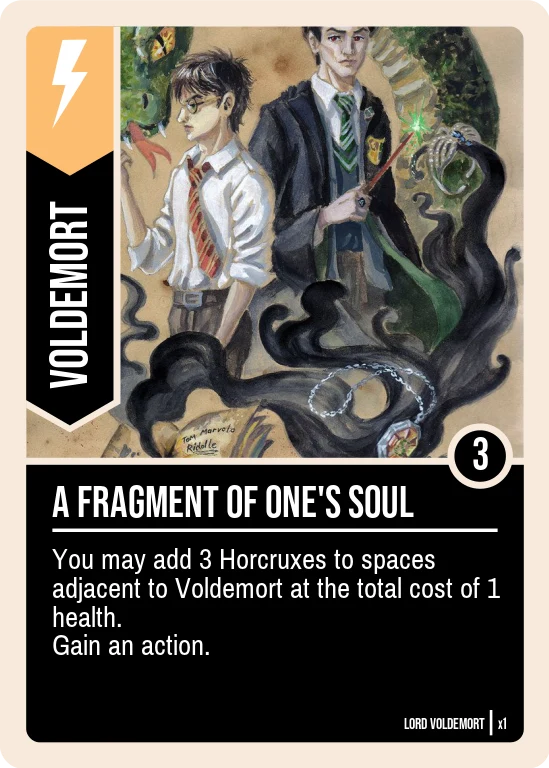 VOLDEMORT
Tom Marvolo
Riddle
3
A FRAGMENT OF ONE'S SOUL
You may add 3 Horcruxes to spaces
adjacent to Voldemort at the total cost of 1
health.
Gain an action.
LORD VOLDEMORT | x1